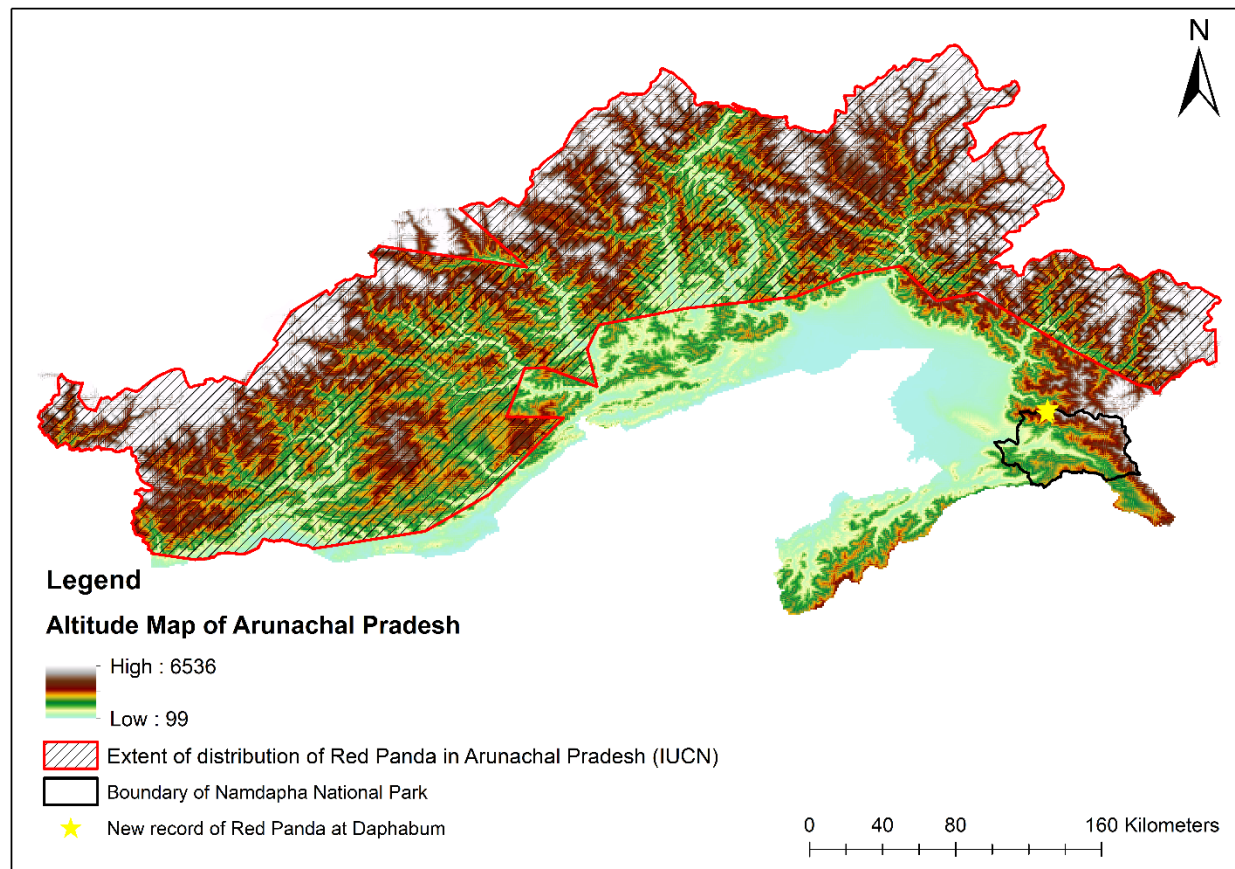 N
Legend
Altitude Map of Arunachal Pradesh
High : 6536
Low : 99
Extent of distribution of Red Panda in Arunachal Pradesh (IUCN)
Boundary of Namdapha National Park
New record of Red Panda at Daphabum
0 40 80 160 Kilometers